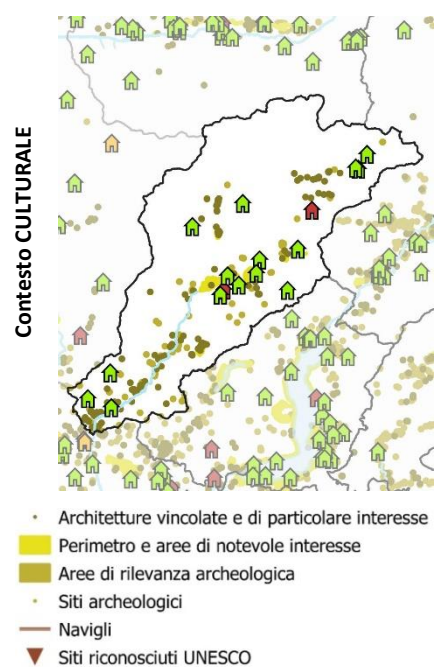 Contesto CULTURALE
Architetture vincolate e di particolare interesse
Perimetro e aree di notevole interesse
Aree di rilevanza archeologica
Siti archeologici
Navigli
Siti riconosciuti UNESCO